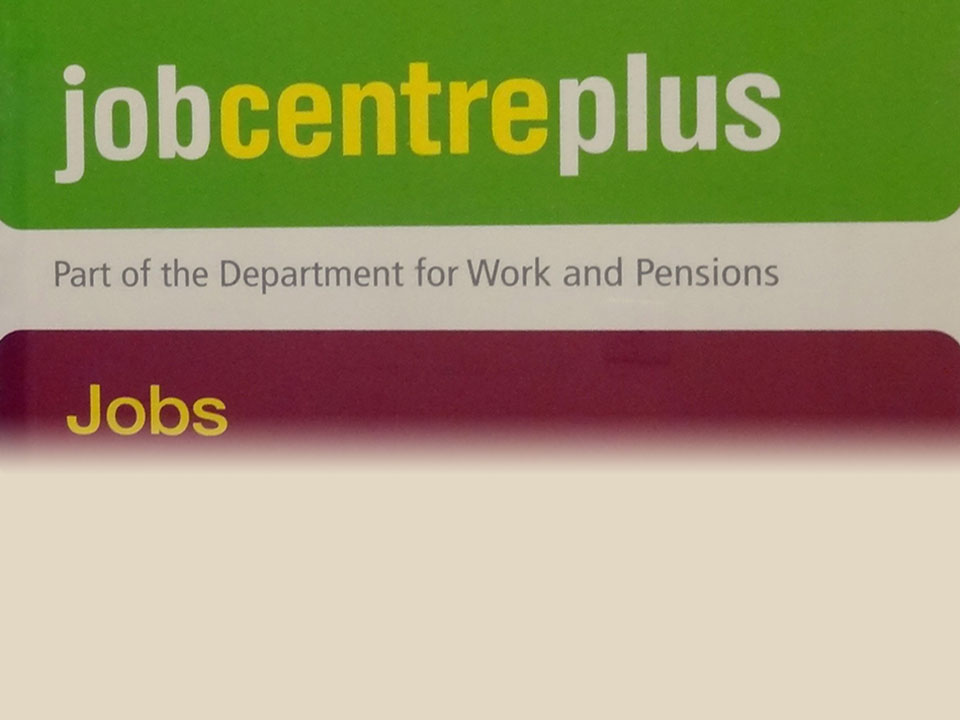 jobcentreplus
Part of the Department for Work and Pensions
Jobs